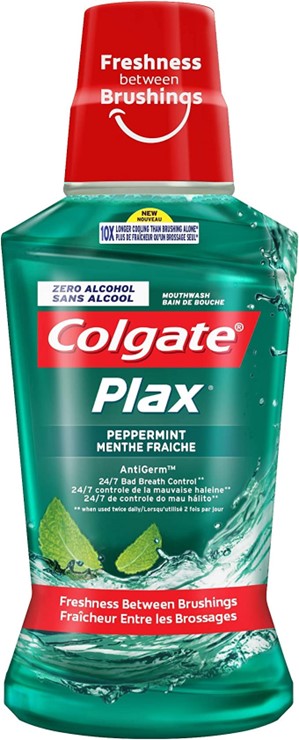 Freshness
between
Brushings
NEW
NOUVEAU
10X LONGER COOLING THAN BRUSHING ALONE*
PLUS DE FRAÎCHEUR QU'UN BROSSAGE SEUL*
ZERO ALCOHOL
SANS ALCOOL
MOUTHWASH
BAIN DE BOUCHE
Colgate®
Plax®
PEPPERMINT
MENTHE FRAICHE
AntiGerm™
24/7 Bad Breath Control**
24/7 controle de la mauvaise haleine**
24/7 de controle do mau hálito**
** when used twice daily/Lorsqu'utilisé 2 fois par jour
Freshness Between Brushings
Fraîcheur Entre les Brossages